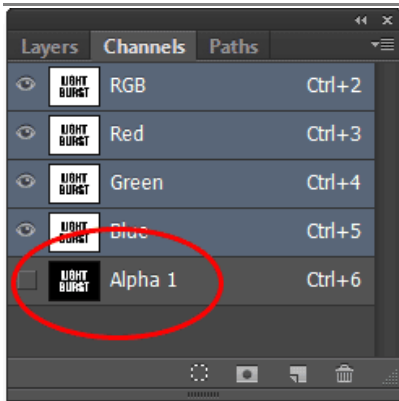 Layers Channels Paths
LIGHT
BURST
RGB Ctrl+2
LIGHT
BURST
Red Ctrl+3
LIGHT
BURST
Green Ctrl+4
LIGHT
BURST
Blue Ctrl+5
LIGHT
BURST
Alpha 1 Ctrl+6